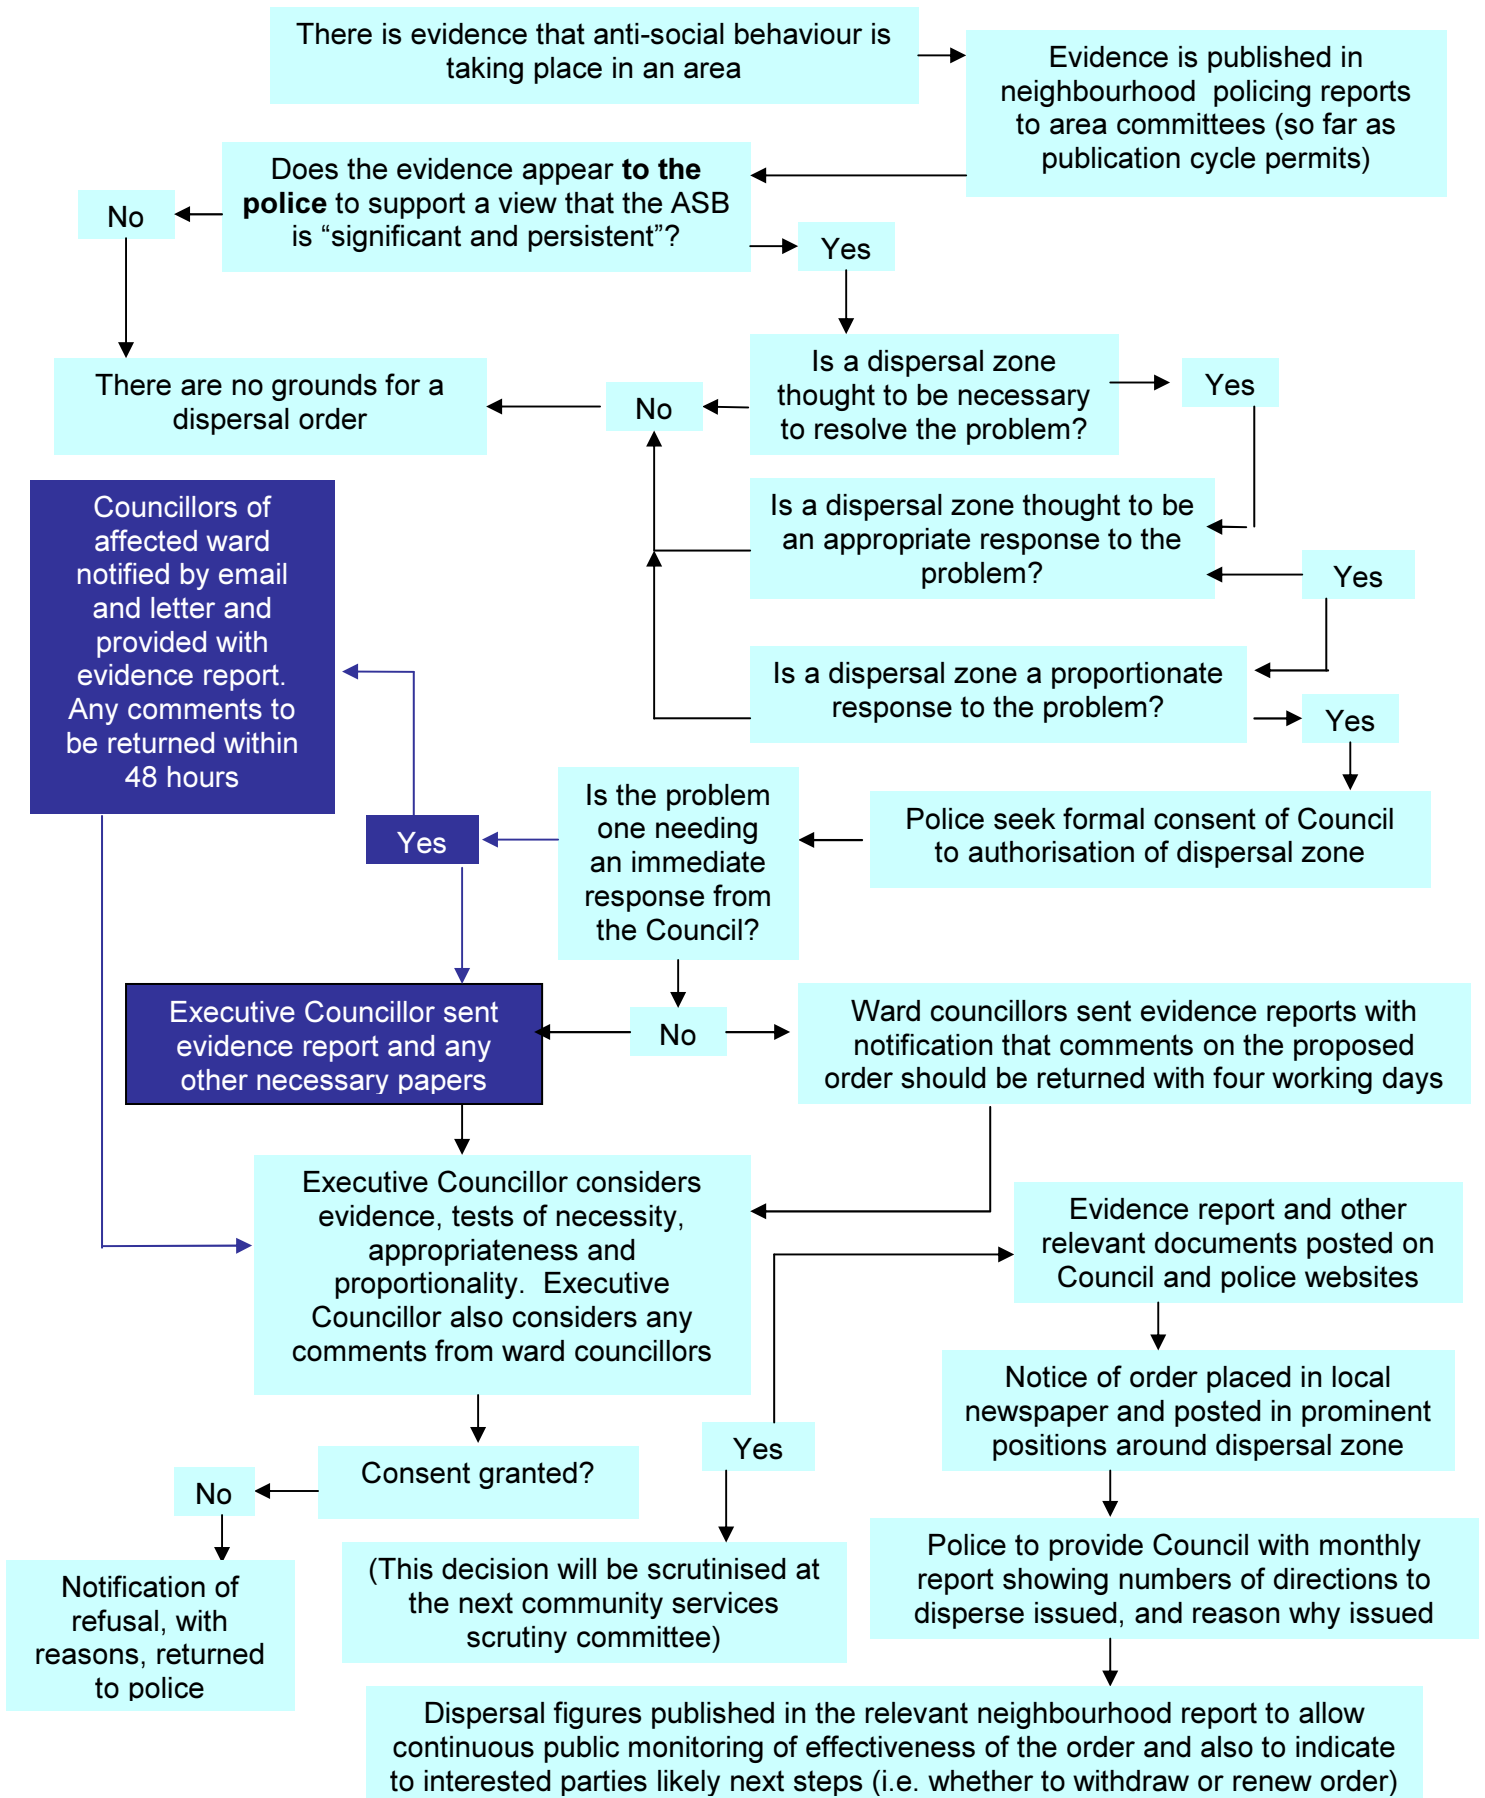 There is evidence that anti-social behaviour is
taking place in an area
Evidence is published in
neighbourhood  policing reports
to area committees (so far as
publication cycle permits)
Does the evidence appear to the
police to support a view that the ASB
is “significant and persistent”?
No
Yes
Is a dispersal zone
thought to be necessary
to resolve the problem?
Yes
No
There are no grounds for a
dispersal order
Is a dispersal zone thought to be
an appropriate response to the
problem?
Yes
Is a dispersal zone a proportionate
response to the problem?
Yes
Police seek formal consent of Council
to authorisation of dispersal zone
Is the problem
one needing
an immediate
response from
the Council?
Yes
Councillors of
affected ward
notified by email
and letter and
provided with
evidence report.
Any comments to
be returned within
48 hours
No
Executive Councillor sent
evidence report and any
other necessary papers
Ward councillors sent evidence reports with
notification that comments on the proposed
order should be returned with four working days
Executive Councillor considers
evidence, tests of necessity,
appropriateness and
proportionality.  Executive
Councillor also considers any
comments from ward councillors
Consent granted?
No
Notification of
refusal, with
reasons, returned
to police
Yes
(This decision will be scrutinised at
the next community services
scrutiny committee)
Evidence report and other
relevant documents posted on
Council and police websites
Notice of order placed in local
newspaper and posted in prominent
positions around dispersal zone
Police to provide Council with monthly
report showing numbers of directions to
disperse issued, and reason why issued
Dispersal figures published in the relevant neighbourhood report to allow
continuous public monitoring of effectiveness of the order and also to indicate
to interested parties likely next steps (i.e. whether to withdraw or renew order)